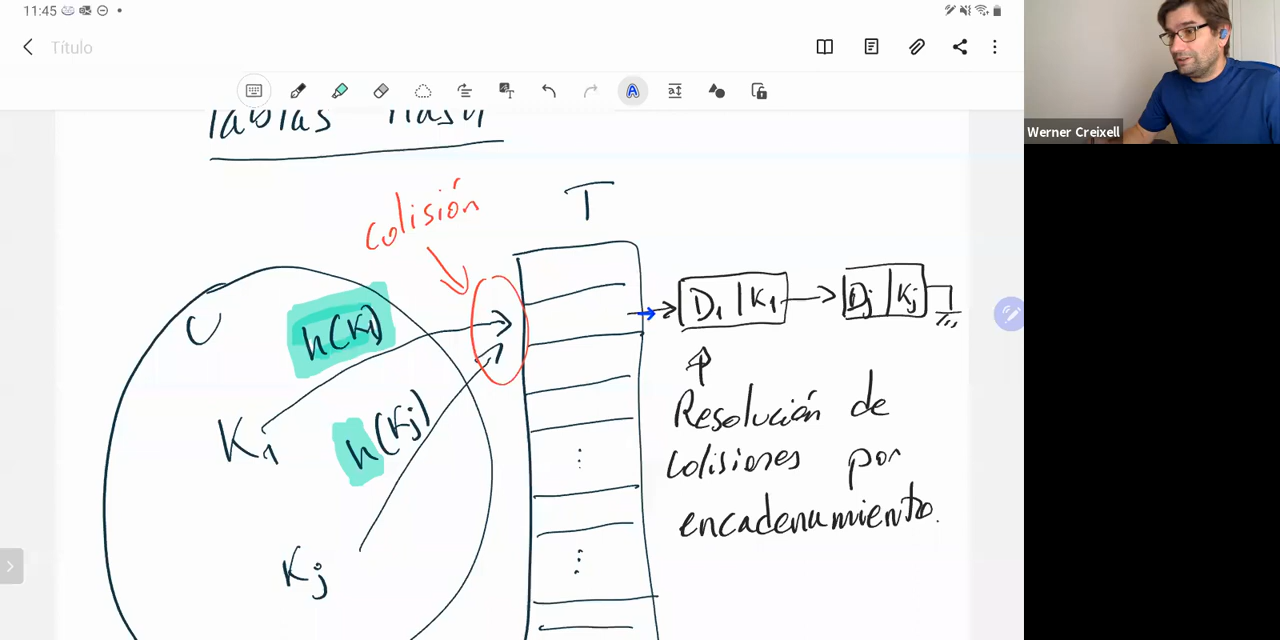 11:45
Título
Werner Creixell
Tablas Hash
colisión
T
U
h(Ki)
D1 | K1
Dj | Kj
K1
h(Kj)
Resolución de
colisiones por
encadenamiento.
Kj